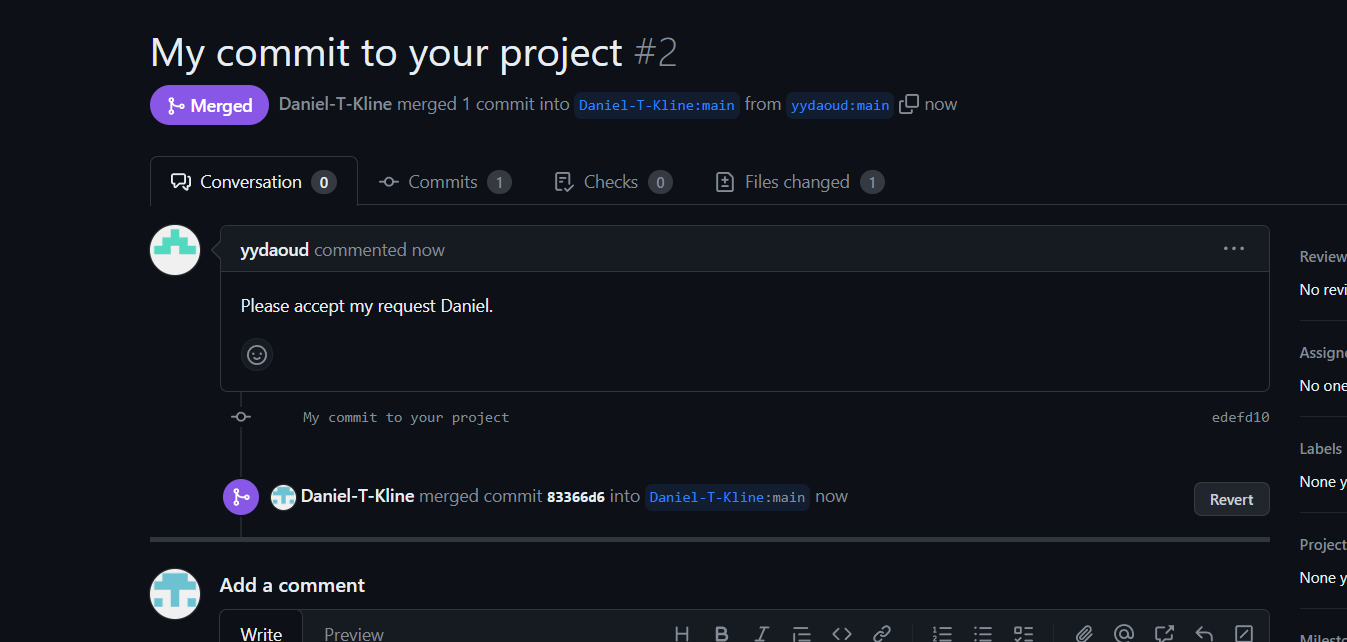 My commit to your project #2
Merged Daniel-T-Kline merged 1 commit into Daniel-T-Kline:main from yydaoud:main now
Conversation 0 Commits 1 Checks 0 Files changed 1
yydaoud commented now
Review
Please accept my request Daniel.
No revi
Assign
No one
My commit to your project edefd10
Labels
None y
Daniel-T-Kline merged commit 83366d6 into Daniel-T-Kline:main now
Revert
Project
None y
Add a comment
Write Preview